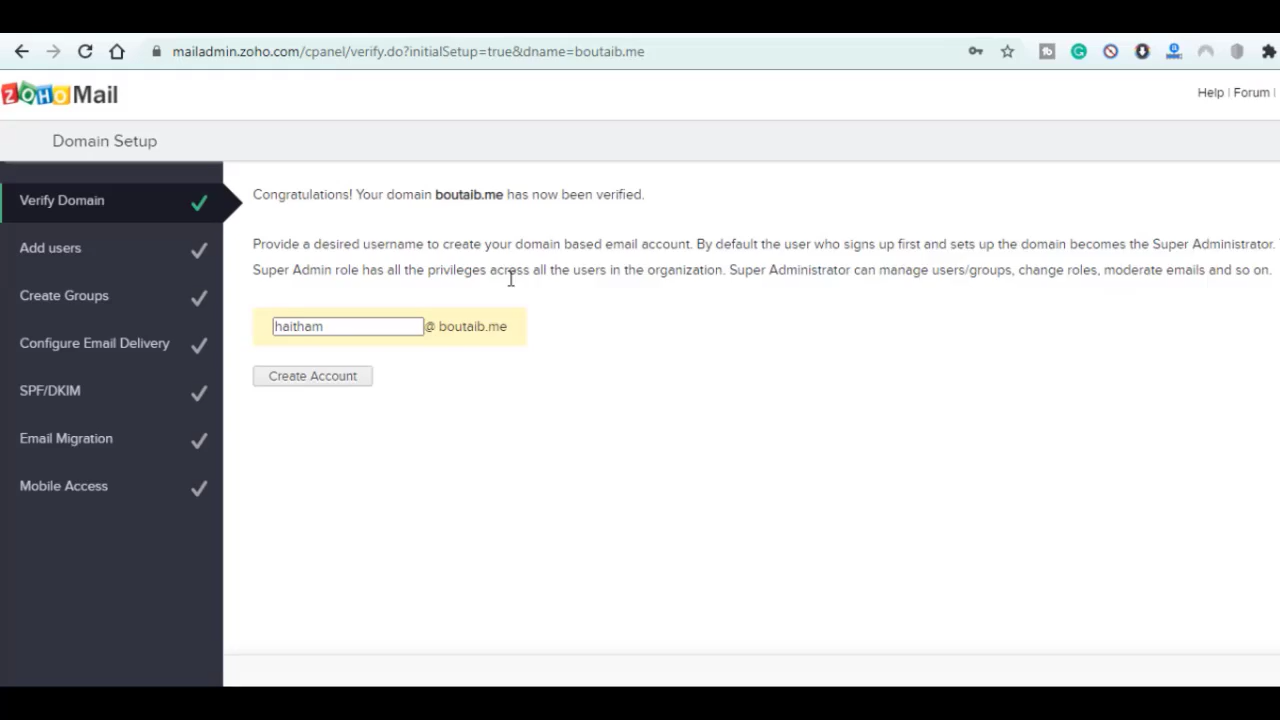 mailadmin.zoho.com/cpanel/verify.do?initialSetup=true&dname=boutaib.me
ZOHO Mail
Help | Forum |
Domain Setup
Verify Domain
Add users
Create Groups
Configure Email Delivery
SPF/DKIM
Email Migration
Mobile Access
Congratulations! Your domain boutaib.me has now been verified.
Provide a desired username to create your domain based email account. By default the user who signs up first and sets up the domain becomes the Super Administrator.
Super Admin role has all the privileges across all the users in the organization. Super Administrator can manage users/groups, change roles, moderate emails and so on.
haitham @ boutaib.me
Create Account